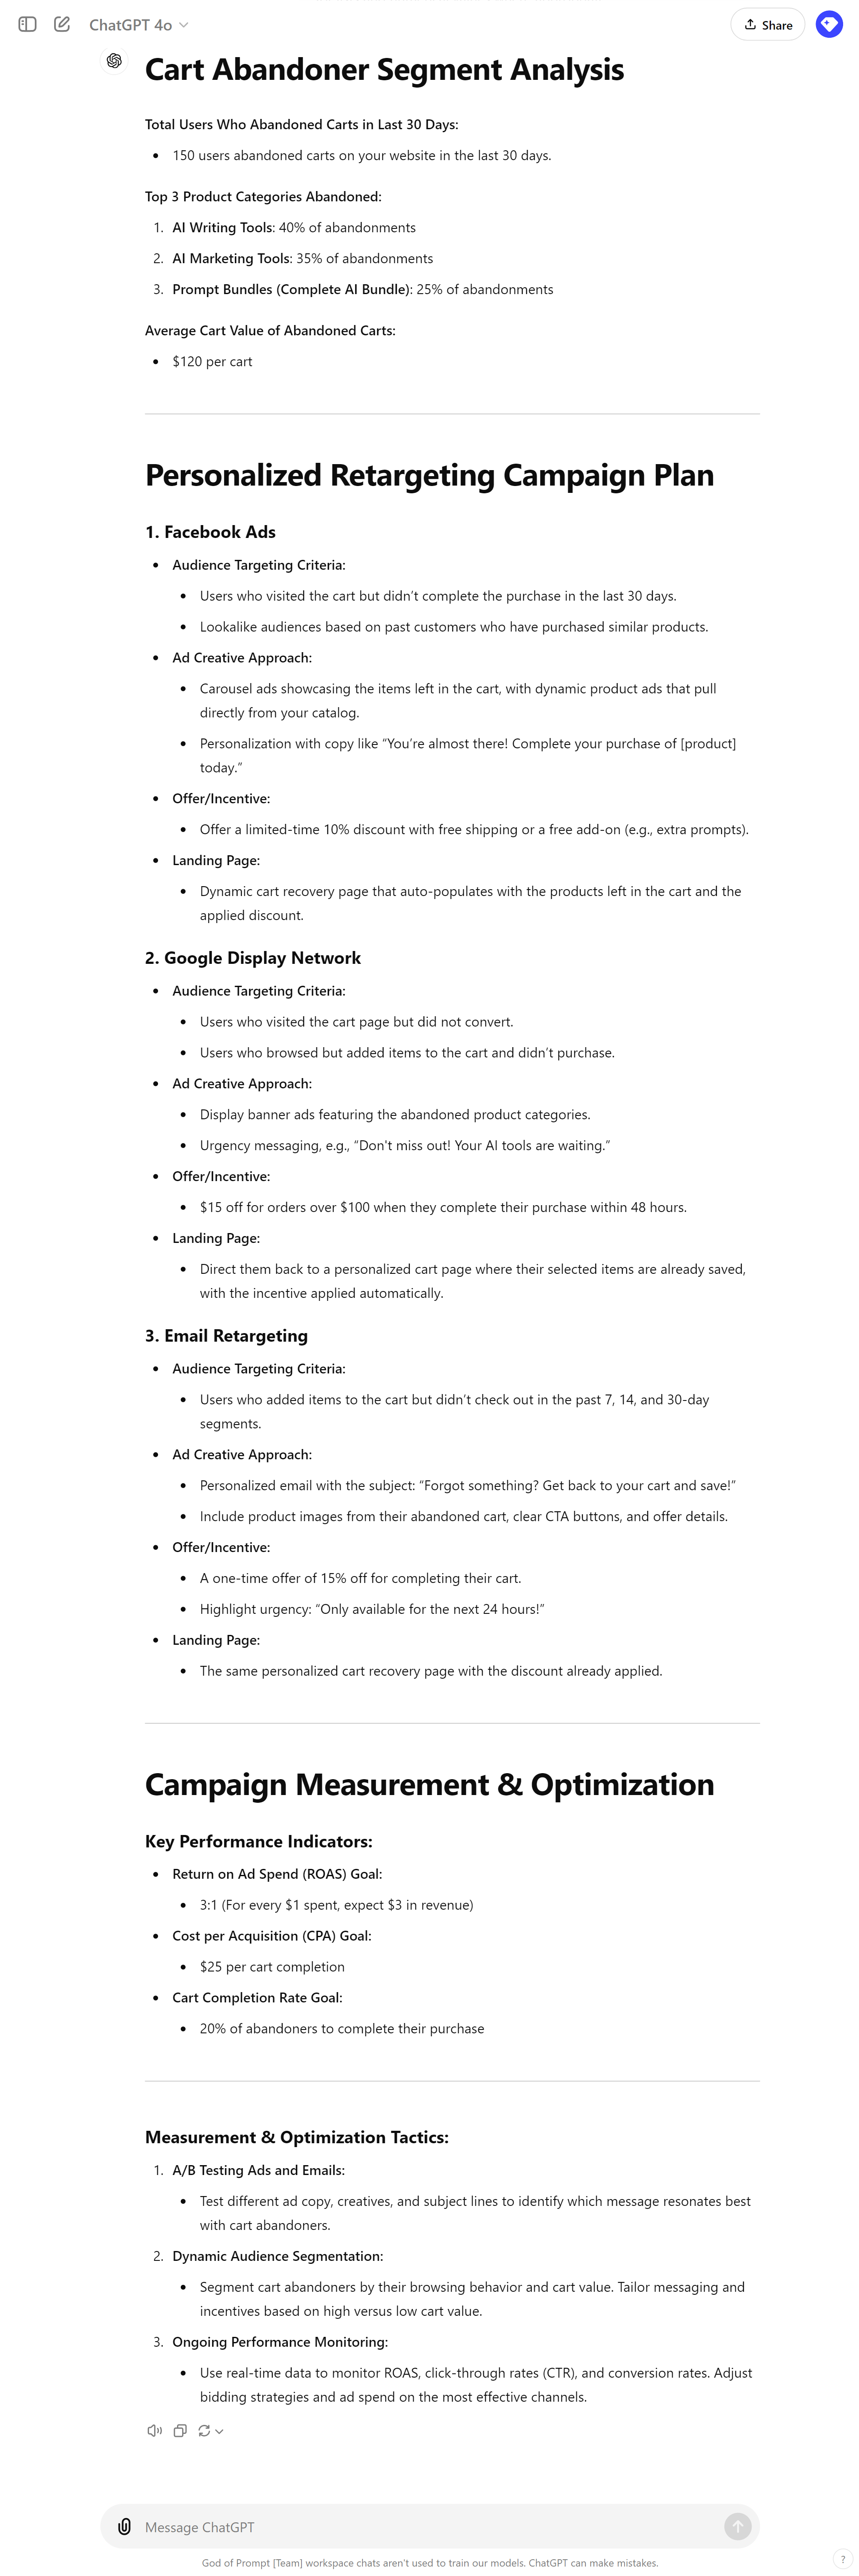 ChatGPT 4o
Share
Cart Abandoner Segment Analysis
Total Users Who Abandoned Carts in Last 30 Days:
• 150 users abandoned carts on your website in the last 30 days.
Top 3 Product Categories Abandoned:
1. AI Writing Tools: 40% of abandonments
2. AI Marketing Tools: 35% of abandonments
3. Prompt Bundles (Complete AI Bundle): 25% of abandonments
Average Cart Value of Abandoned Carts:
• $120 per cart
Personalized Retargeting Campaign Plan
1. Facebook Ads
• Audience Targeting Criteria:
• Users who visited the cart but didn’t complete the purchase in the last 30 days.
• Lookalike audiences based on past customers who have purchased similar products.
• Ad Creative Approach:
• Carousel ads showcasing the items left in the cart, with dynamic product ads that pull
directly from your catalog.
• Personalization with copy like “You’re almost there! Complete your purchase of [product]
today.”
• Offer/Incentive:
• Offer a limited-time 10% discount with free shipping or a free add-on (e.g., extra prompts).
• Landing Page:
• Dynamic cart recovery page that auto-populates with the products left in the cart and the
applied discount.
2. Google Display Network
• Audience Targeting Criteria:
• Users who visited the cart page but did not convert.
• Users who browsed but added items to the cart and didn’t purchase.
• Ad Creative Approach:
• Display banner ads featuring the abandoned product categories.
• Urgency messaging, e.g., “Don't miss out! Your AI tools are waiting.”
• Offer/Incentive:
• $15 off for orders over $100 when they complete their purchase within 48 hours.
• Landing Page:
• Direct them back to a personalized cart page where their selected items are already saved,
with the incentive applied automatically.
3. Email Retargeting
• Audience Targeting Criteria:
• Users who added items to the cart but didn’t check out in the past 7, 14, and 30-day
segments.
• Ad Creative Approach:
• Personalized email with the subject: “Forgot something? Get back to your cart and save!”
• Include product images from their abandoned cart, clear CTA buttons, and offer details.
• Offer/Incentive:
• A one-time offer of 15% off for completing their cart.
• Highlight urgency: “Only available for the next 24 hours!”
• Landing Page:
• The same personalized cart recovery page with the discount already applied.
Campaign Measurement & Optimization
Key Performance Indicators:
• Return on Ad Spend (ROAS) Goal:
• 3:1 (For every $1 spent, expect $3 in revenue)
• Cost per Acquisition (CPA) Goal:
• $25 per cart completion
• Cart Completion Rate Goal:
• 20% of abandoners to complete their purchase
Measurement & Optimization Tactics:
1. A/B Testing Ads and Emails:
• Test different ad copy, creatives, and subject lines to identify which message resonates best
with cart abandoners.
2. Dynamic Audience Segmentation:
• Segment cart abandoners by their browsing behavior and cart value. Tailor messaging and
incentives based on high versus low cart value.
3. Ongoing Performance Monitoring:
• Use real-time data to monitor ROAS, click-through rates (CTR), and conversion rates. Adjust
bidding strategies and ad spend on the most effective channels.
Message ChatGPT
God of Prompt [Team] workspace chats aren't used to train our models. ChatGPT can make mistakes.
?